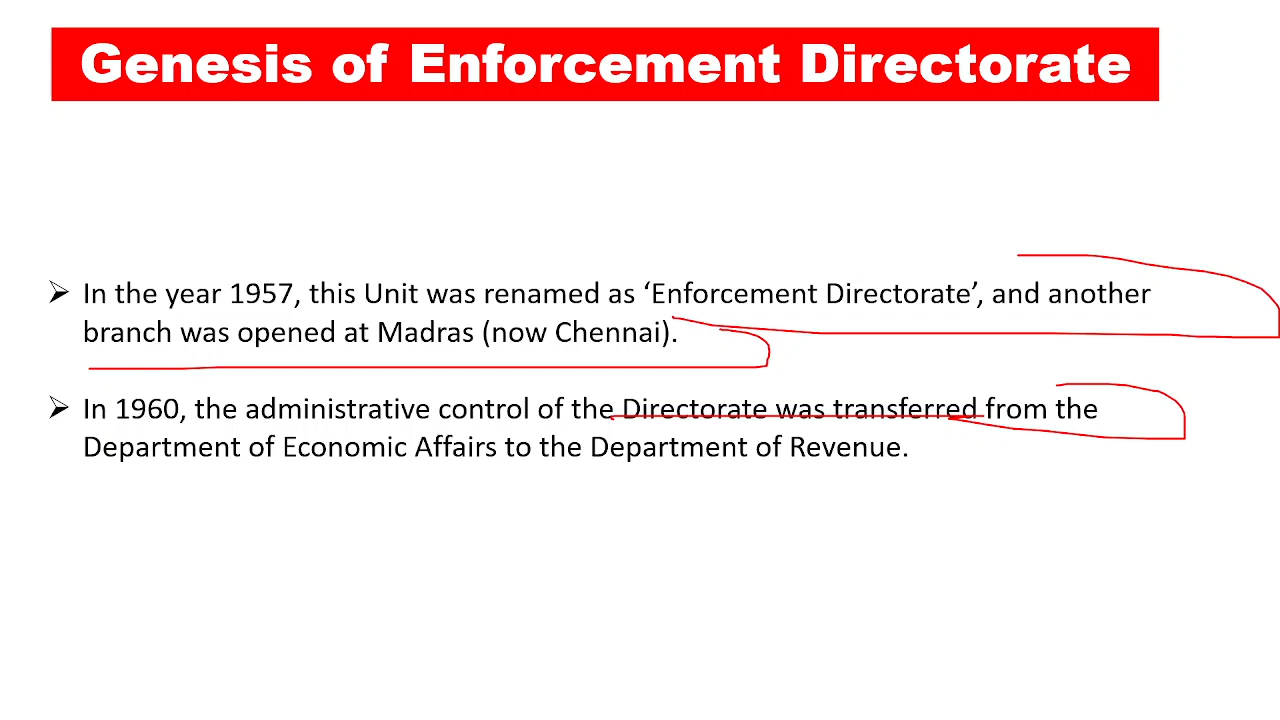 Genesis of Enforcement Directorate
➢ In the year 1957, this Unit was renamed as ‘Enforcement Directorate’, and another
branch was opened at Madras (now Chennai).
➢ In 1960, the administrative control of the Directorate was transferred from the
Department of Economic Affairs to the Department of Revenue.